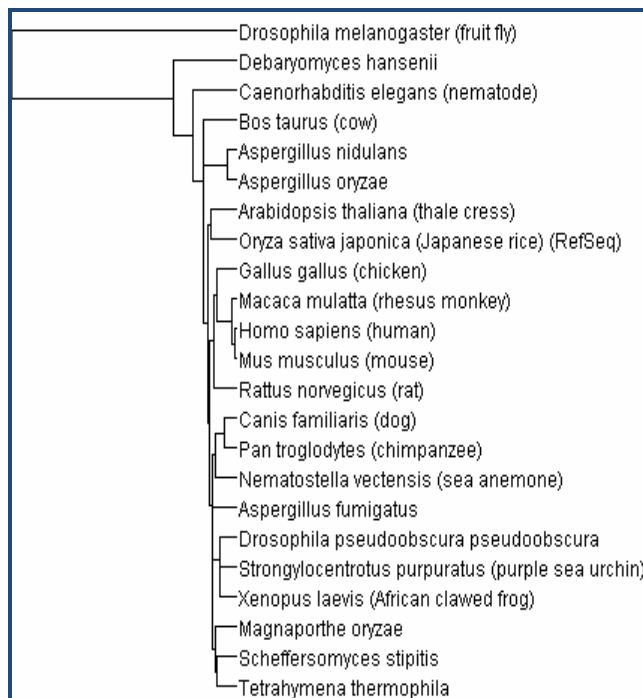 Drosophila melanogaster (fruit fly)
Debaryomyces hansenii
Caenorhabditis elegans (nematode)
Bos taurus (cow)
Aspergillus nidulans
Aspergillus oryzae
Arabidopsis thaliana (thale cress)
Oryza sativa japonica (Japanese rice) (RefSeq)
Gallus gallus (chicken)
Macaca mulatta (rhesus monkey)
Homo sapiens (human)
Mus musculus (mouse)
Rattus norvegicus (rat)
Canis familiaris (dog)
Pan troglodytes (chimpanzee)
Nematostella vectensis (sea anemone)
Aspergillus fumigatus
Drosophila pseudoobscura pseudoobscura
Strongylocentrotus purpuratus (purple sea urchin)
Xenopus laevis (African clawed frog)
Magnaporthe oryzae
Scheffersomyces stipitis
Tetrahymena thermophila